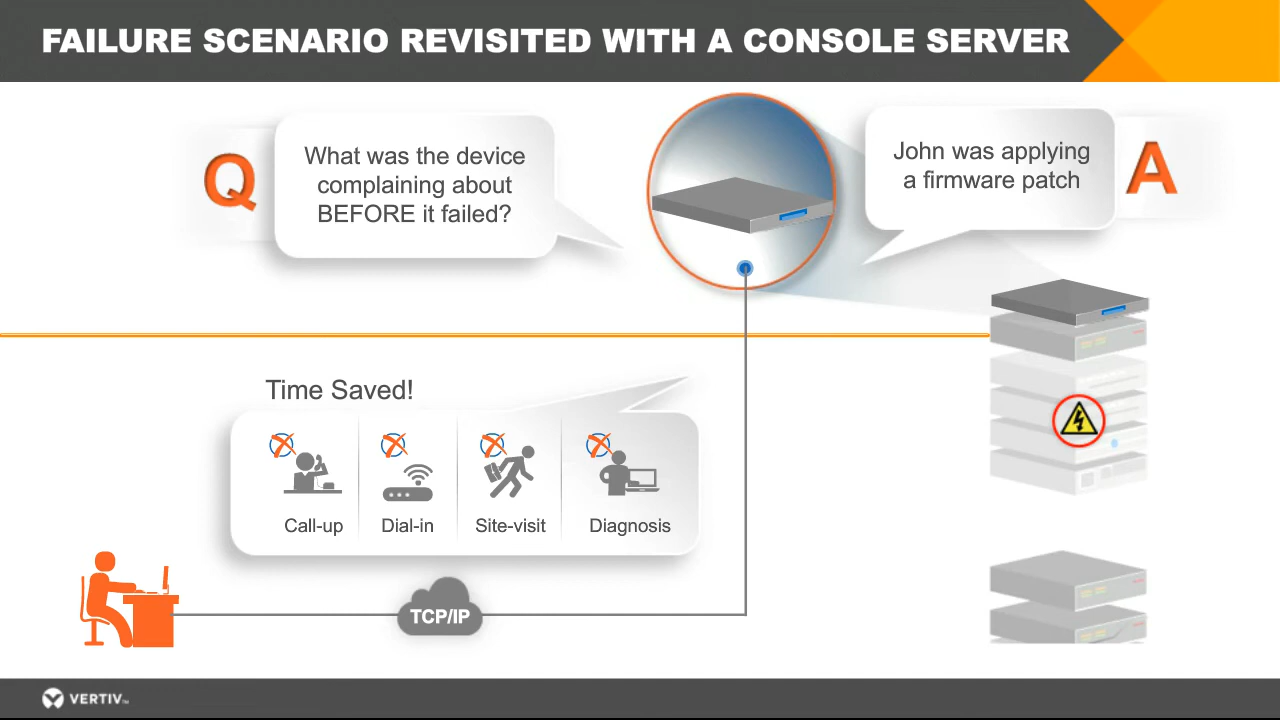 FAILURE SCENARIO REVISITED WITH A CONSOLE SERVER
Q
What was the device
complaining about
BEFORE it failed?
John was applying
a firmware patch
A
Time Saved!
Call-up
Dial-in
Site-visit
Diagnosis
TCP/IP
VERTIV™